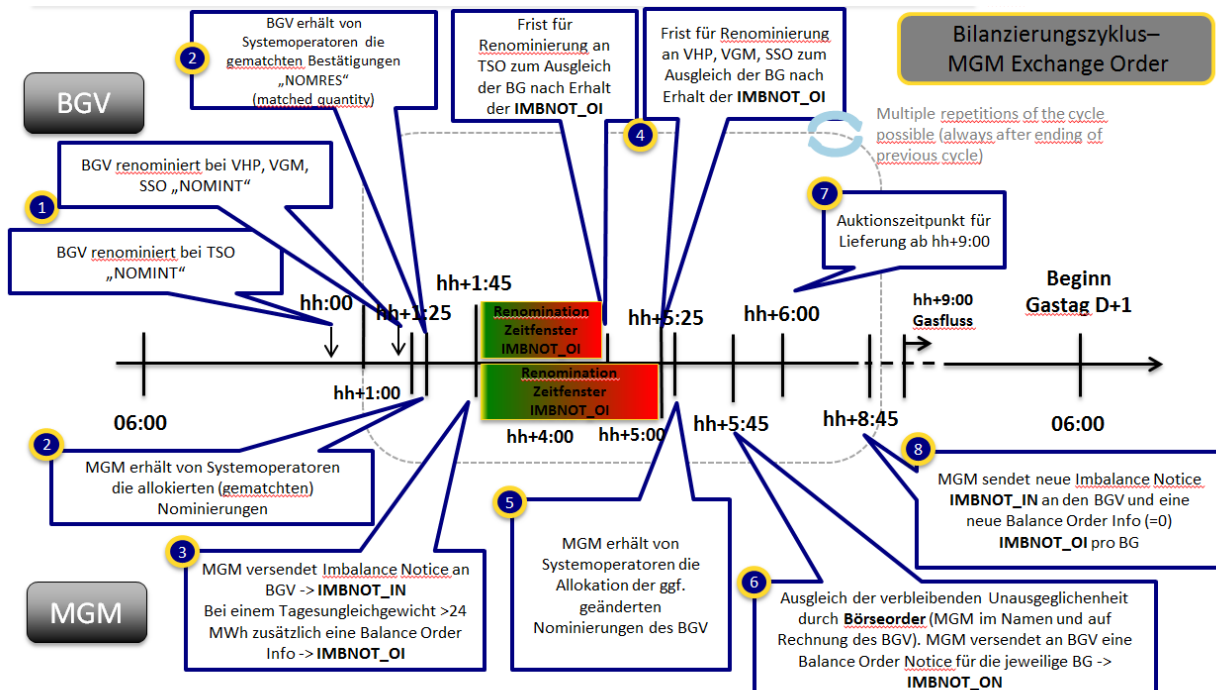 Bilanzierungszyklus–
MGM Exchange Order
BGV
2
BGV erhält von
Systemoperatoren die
gematchten Bestätigungen
„NOMRES“
(matched quantity)
Frist für
Renominierung an
TSO zum Ausgleich
der BG nach Erhalt
der IMBNOT_OI
4
Frist für Renominierung
an VHP, VGM, SSO zum
Ausgleich der BG nach
Erhalt der IMBNOT_OI
Multiple repetitions of the cycle
possible (always after ending of
previous cycle)
BGV renominiert bei VHP, VGM,
SSO „NOMINT“
1
BGV renominiert bei TSO
„NOMINT“
7
Auktionszeitpunkt für
Lieferung ab hh+9:00
hh:00
hh+1:25
hh+1:45
Renomination
Zeitfenster
IMBNOT_OI
hh+5:25
hh+6:00
hh+9:00
Gasfluss
Beginn
Gastag D+1
Renomination
Zeitfenster
IMBNOT_OI
06:00
hh+1:00
hh+4:00
hh+5:00
hh+5:45
hh+8:45
06:00
2
MGM erhält von Systemoperatoren
die allokierten (gematchten)
Nominierungen
3
MGM versendet Imbalance Notice an
BGV -> IMBNOT_IN
Bei einem Tagesungleichgewicht >24
MWh zusätzlich eine Balance Order
Info -> IMBNOT_OI
5
MGM erhält von
Systemoperatoren die
Allokation der ggf.
geänderten
Nominierungen des BGV
6
Ausgleich der verbleibenden Unausgeglichenheit
durch Börseorder (MGM im Namen und auf
Rechnung des BGV). MGM versendet an BGV eine
Balance Order Notice für die jeweilige BG ->
IMBNOT_ON
8
MGM sendet neue Imbalance Notice
IMBNOT_IN an den BGV und eine
neue Balance Order Info (=0)
IMBNOT_OI pro BG
MGM